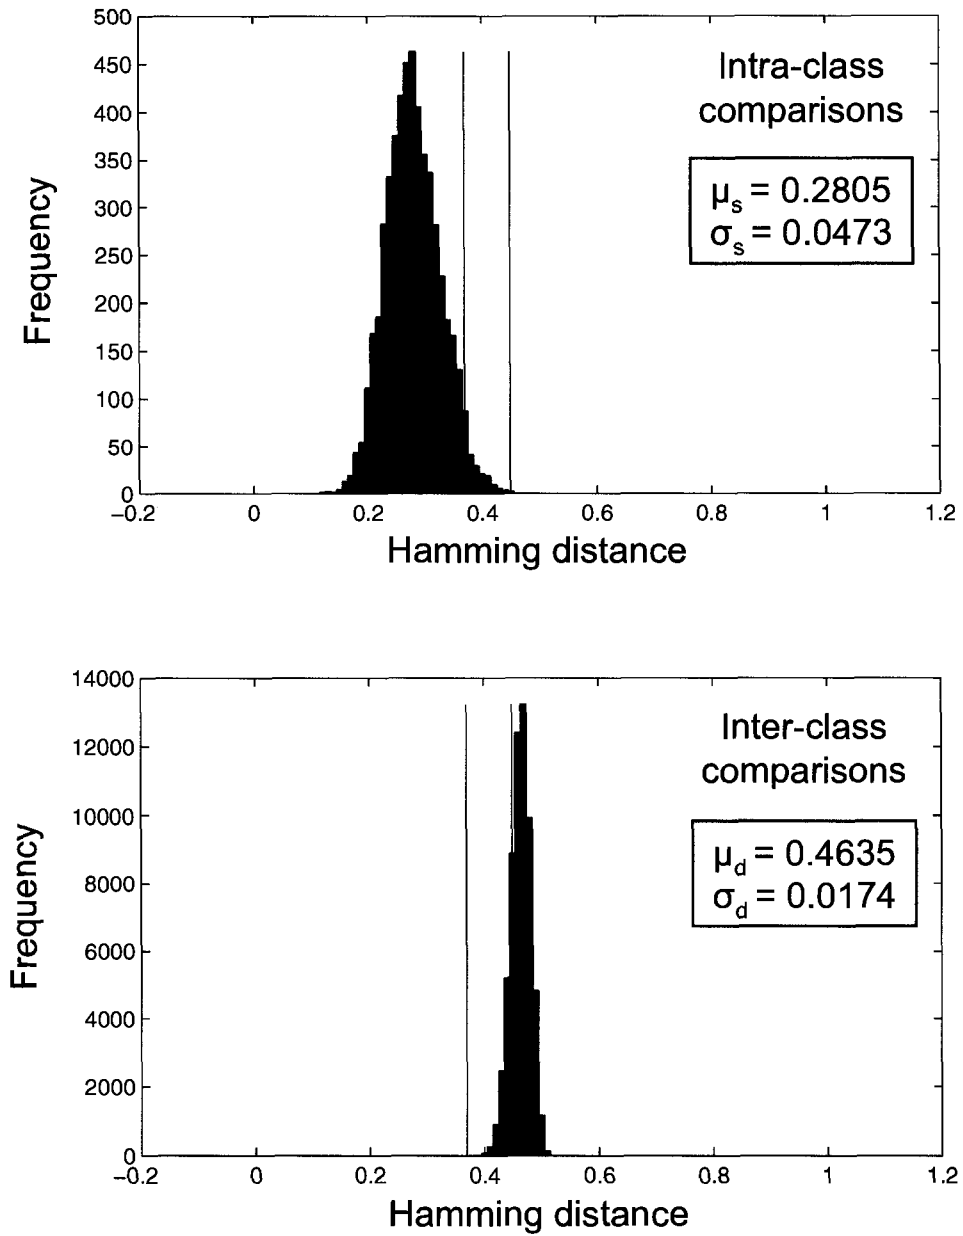 500
450
400
350
300
250
200
150
100
50
0
Frequency
Intra-class
comparisons
μs = 0.2805
σs = 0.0473
−0.2 0 0.2 0.4 0.6 0.8 1 1.2
Hamming distance
14000
12000
10000
8000
6000
4000
2000
0
Frequency
Inter-class
comparisons
μd = 0.4635
σd = 0.0174
−0.2 0 0.2 0.4 0.6 0.8 1 1.2
Hamming distance